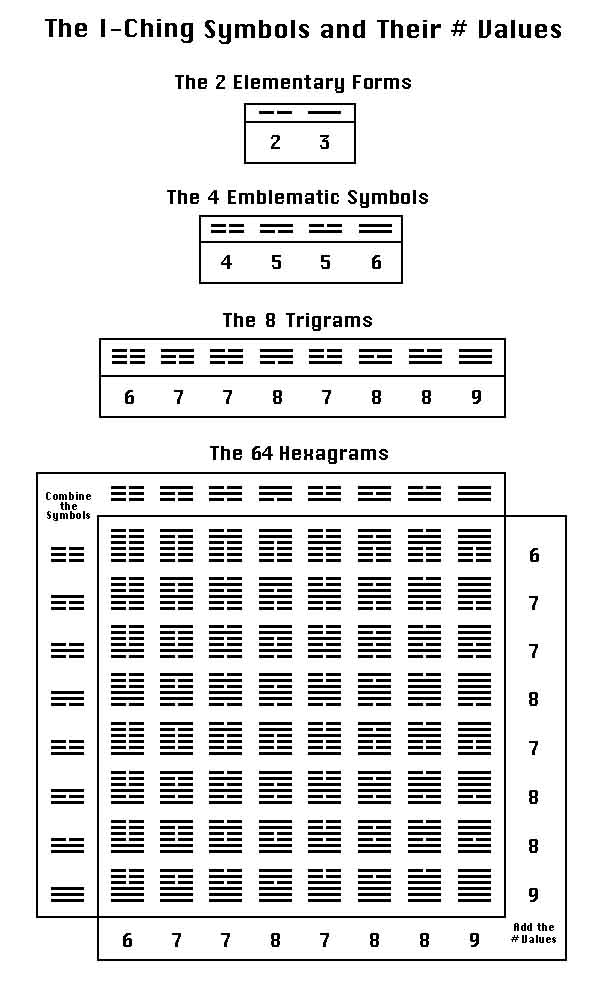 The I-Ching Symbols and Their # Values
The 2 Elementary Forms
2 3
The 4 Emblematic Symbols
4 5 5 6
The 8 Trigrams
6 7 7 8 7 8 8 9
The 64 Hexagrams
Combine
the
Symbols
6
7
7
8
7
8
8
9
6 7 7 8 7 8 8 9
Add the
# Values